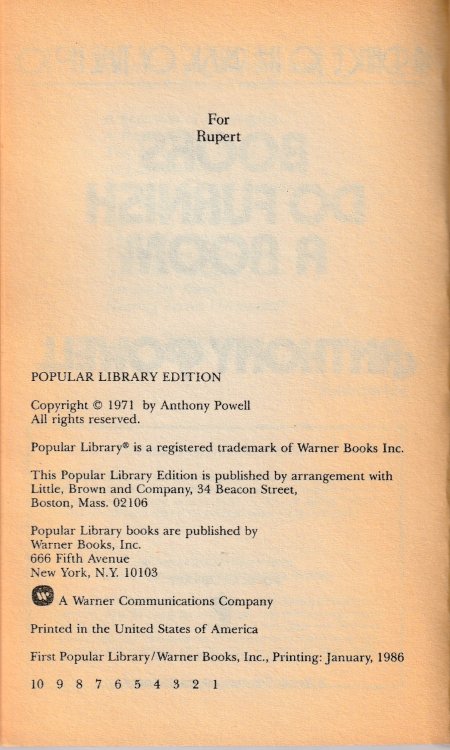 For
Rupert
POPULAR LIBRARY EDITION
Copyright © 1971 by Anthony Powell
All rights reserved.
Popular Library® is a registered trademark of Warner Books Inc.
This Popular Library Edition is published by arrangement with
Little, Brown and Company, 34 Beacon Street,
Boston, Mass. 02106
Popular Library books are published by
Warner Books, Inc.
666 Fifth Avenue
New York, N.Y. 10103
A Warner Communications Company
Printed in the United States of America
First Popular Library/Warner Books, Inc., Printing: January, 1986
10 9 8 7 6 5 4 3 2 1